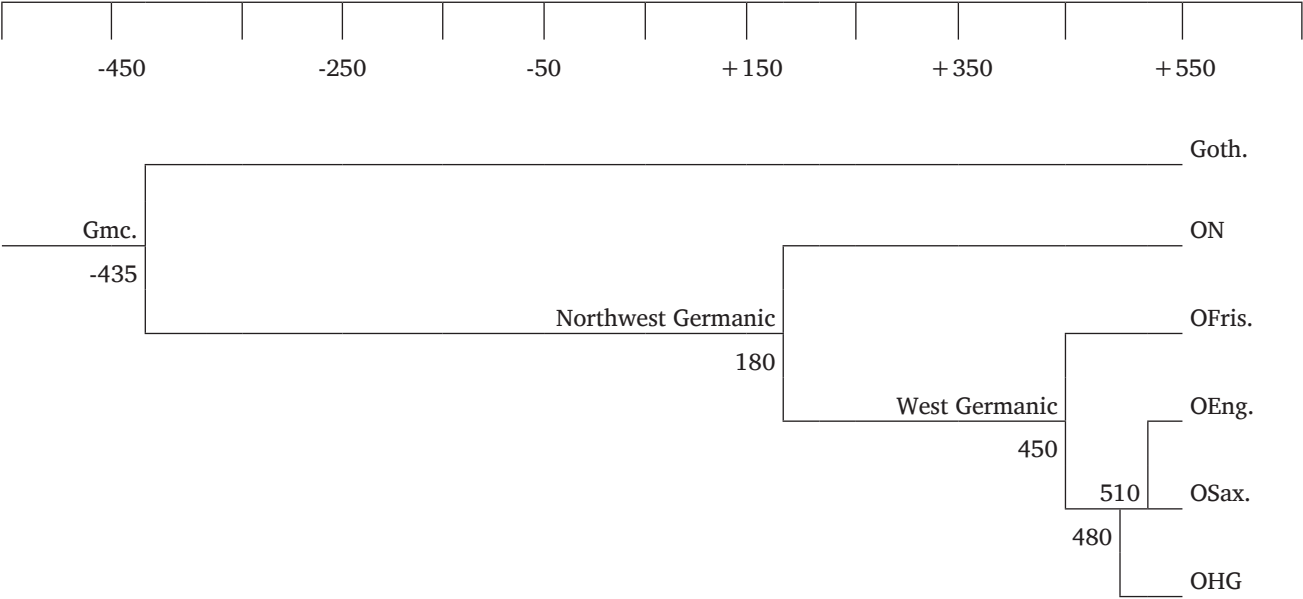 -450 -250 -50 +150 +350 +550
Goth.
Gmc. ON
-435
Northwest Germanic OFris.
180
West Germanic OEng.
450
510 OSax.
480
OHG